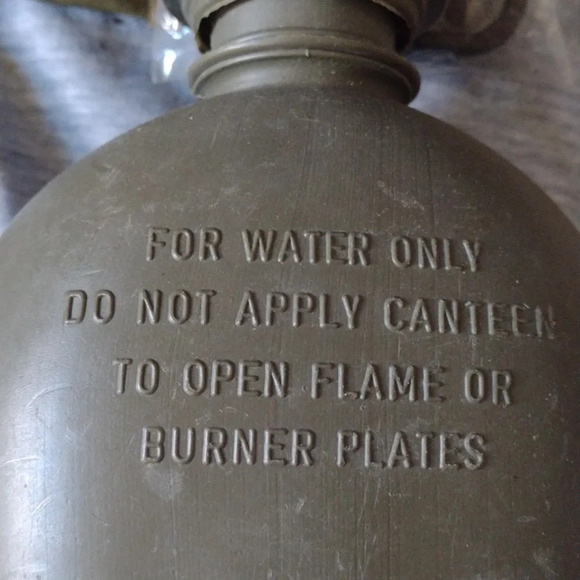 FOR WATER ONLY
DO NOT APPLY CANTEEN
TO OPEN FLAME OR
BURNER PLATES